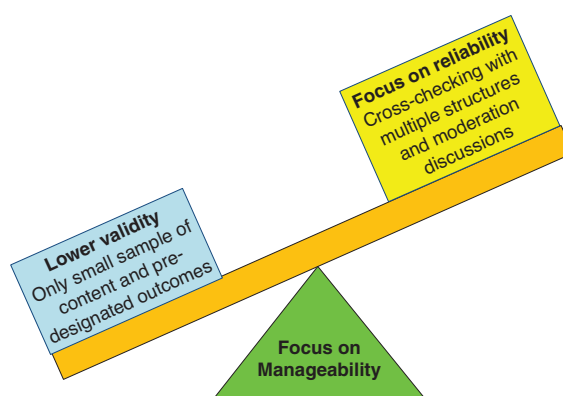 Lower validity
Only small sample of
content and pre-
designated outcomes
Focus on reliability
Cross-checking with
multiple structures
and moderation
discussions
Focus on
Manageability